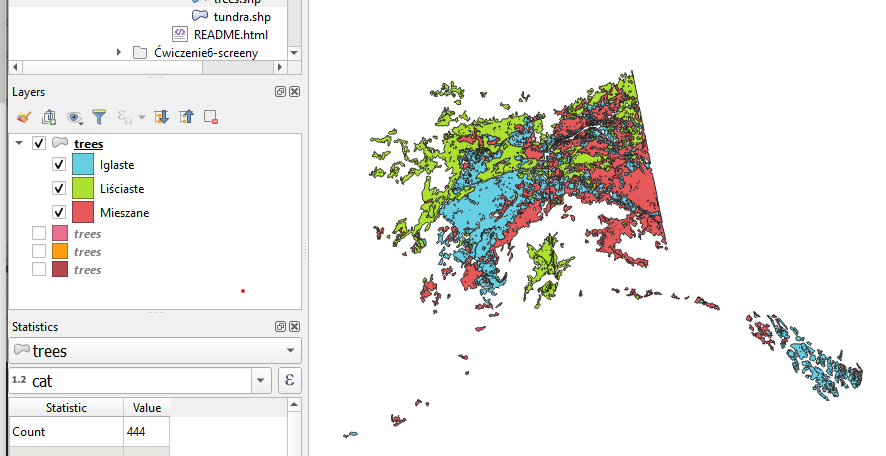 trees.shp
tundra.shp
README.html
Ćwiczenie6-screeny
Layers
trees
Iglaste
Liściaste
Mieszane
trees
trees
trees
Statistics
trees
1.2 cat
ε
Statistic Value
Count 444